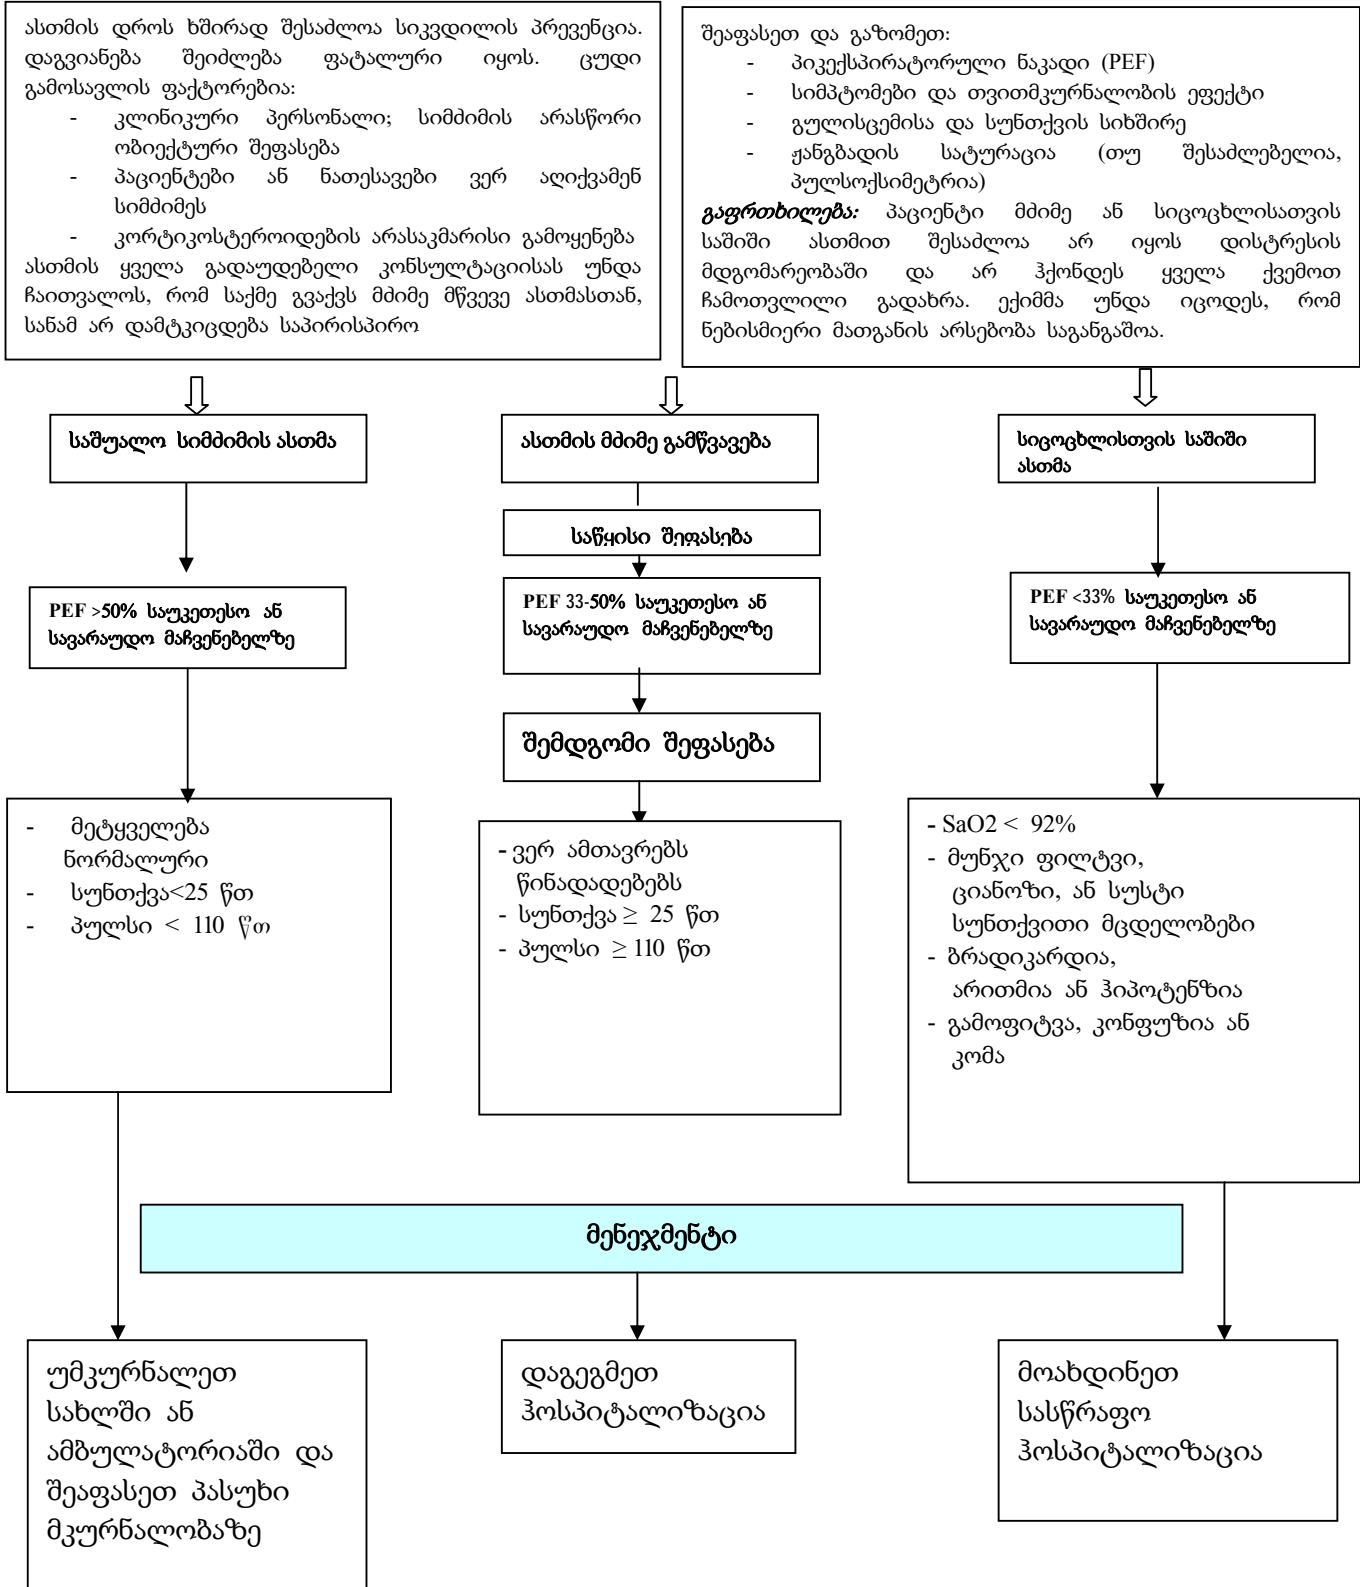 ასთმის დროს ხშირად შესაძლოა სიკვდილის პრევენცია.
დაგვიანება შეიძლება ფატალური იყოს. ცუდი
გამოსავლის ფაქტორებია:
- კლინიკური პერსონალი; სიმძიმის არასწორი
ობიექტური შეფასება
- პაციენტები ან ნათესავები ვერ აღიქვამენ
სიმძიმეს
- კორტიკოსტეროიდების არასაკმარისი გამოყენება
ასთმის ყველა გადაუდებელი კონსულტაციისას უნდა
ჩაითვალოს, რომ საქმე გვაქვს მძიმე მწვევე ასთმასთან,
სანამ არ დამტკიცდება საპირისპირო
შეაფასეთ და გაზომეთ:
- პიკექსპირატორული ნაკადი (PEF)
- სიმპტომები და თვითმკურნალობის ეფექტი
- გულისცემისა და სუნთქვის სიხშირე
- ჟანგბადის სატურაცია (თუ შესაძლებელია,
პულსოქსიმეტრია)
გაფრთხილება: პაციენტი მძიმე ან სიცოცხლისათვის
საშიში ასთმით შესაძლოა არ იყოს დისტრესის
მდგომარეობაში და არ ჰქონდეს ყველა ქვემოთ
ჩამოთვლილი გადახრა. ექიმმა უნდა იცოდეს, რომ
ნებისმიერი მათგანის არსებობა საგანგაშოა.
საშუალო სიმძიმის ასთმა
ასთმის მძიმე გამწვავება
სიცოცხლისთვის საშიში
ასთმა
საწყისი შეფასება
PEF >50% საუკეთესო ან
სავარაუდო მაჩვენებელზე
PEF 33-50% საუკეთესო ან
სავარაუდო მაჩვენებელზე
PEF <33% საუკეთესო ან
სავარაუდო მაჩვენებელზე
შემდგომი შეფასება
- მეტყველება
ნორმალური
- სუნთქვა<25 წთ
- პულსი < 110 წთ
- ვერ ამთავრებს
წინადადებებს
- სუნთქვა ≥ 25 წთ
- პულსი ≥ 110 წთ
- SaO2 < 92%
- მუნჯი ფილტვი,
ციანოზი, ან სუსტი
სუნთქვითი მცდელობები
- ბრადიკარდია,
არითმია ან ჰიპოტენზია
- გამოფიტვა, კონფუზია ან
კომა
მენეჯმენტი
უმკურნალეთ
სახლში ან
ამბულატორიაში და
შეაფასეთ პასუხი
მკურნალობაზე
დაგეგმეთ
ჰოსპიტალიზაცია
მოახდინეთ
სასწრაფო
ჰოსპიტალიზაცია